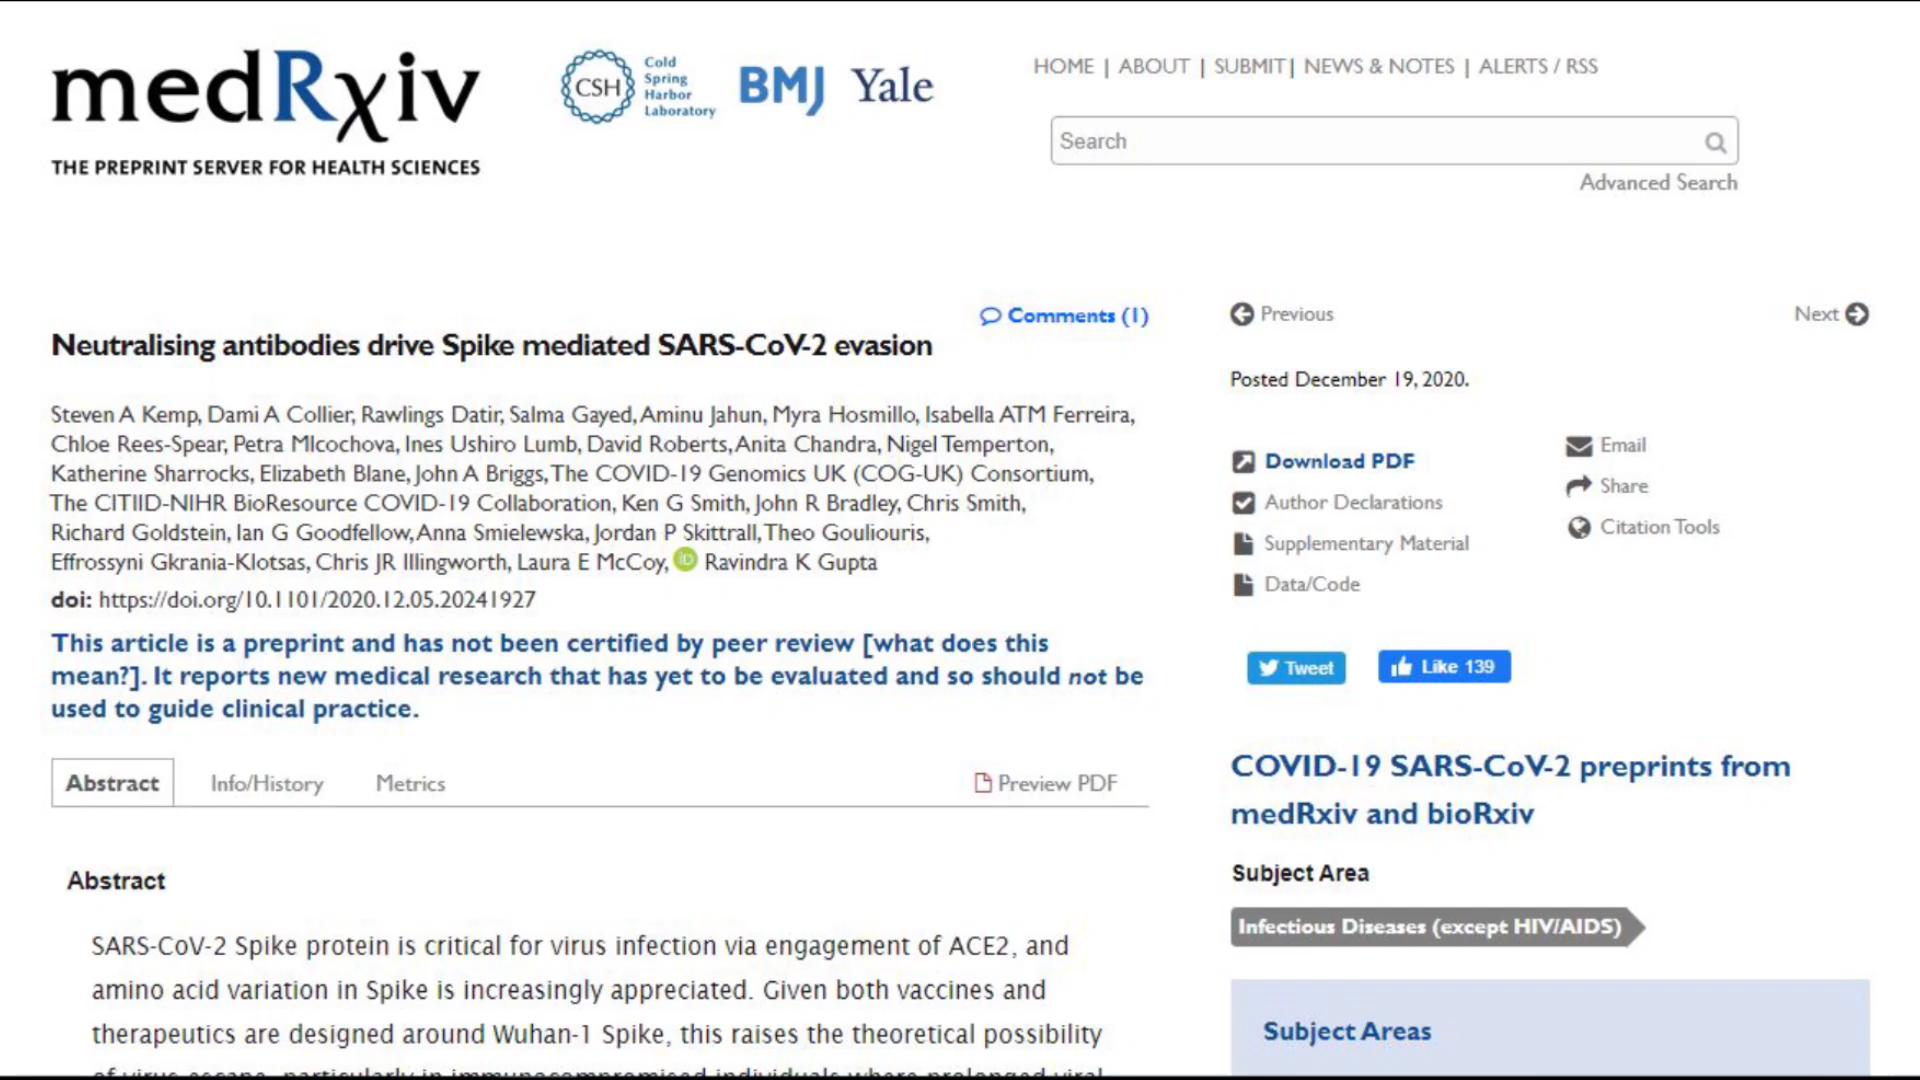 medRxiv
THE PREPRINT SERVER FOR HEALTH SCIENCES
CSH
Cold
Spring
Harbor
Laboratory
BMJ
Yale
HOME | ABOUT | SUBMIT | NEWS & NOTES | ALERTS / RSS
Search
Advanced Search
Comments (1)
Neutralising antibodies drive Spike mediated SARS-CoV-2 evasion
Steven A Kemp, Dami A Collier, Rawlings Datir, Salma Gayed, Aminu Jahun, Myra Hosmillo, Isabella ATM Ferreira,
Chloe Rees-Spear, Petra Mlcochova, Ines Ushiro Lumb, David Roberts, Anita Chandra, Nigel Temperton,
Katherine Sharrocks, Elizabeth Blane, John A Briggs, The COVID-19 Genomics UK (COG-UK) Consortium,
The CITIID-NIHR BioResource COVID-19 Collaboration, Ken G Smith, John R Bradley, Chris Smith,
Richard Goldstein, Ian G Goodfellow, Anna Smielewska, Jordan P Skittrall, Theo Gouliouris,
Effrossyni Gkrania-Klotsas, Chris JR Illingworth, Laura E McCoy, iD Ravindra K Gupta
doi: https://doi.org/10.1101/2020.12.05.20241927
This article is a preprint and has not been certified by peer review [what does this
mean?]. It reports new medical research that has yet to be evaluated and so should not be
used to guide clinical practice.
Abstract
Info/History
Metrics
Preview PDF
Abstract
SARS-CoV-2 Spike protein is critical for virus infection via engagement of ACE2, and
amino acid variation in Spike is increasingly appreciated. Given both vaccines and
therapeutics are designed around Wuhan-1 Spike, this raises the theoretical possibility
of virus escape, particularly in immunocompromised individuals where prolonged viral
Previous
Next
Posted December 19, 2020.
Download PDF
Author Declarations
Supplementary Material
Data/Code
Email
Share
Citation Tools
Tweet
Like 139
COVID-19 SARS-CoV-2 preprints from
medRxiv and bioRxiv
Subject Area
Infectious Diseases (except HIV/AIDS)
Subject Areas